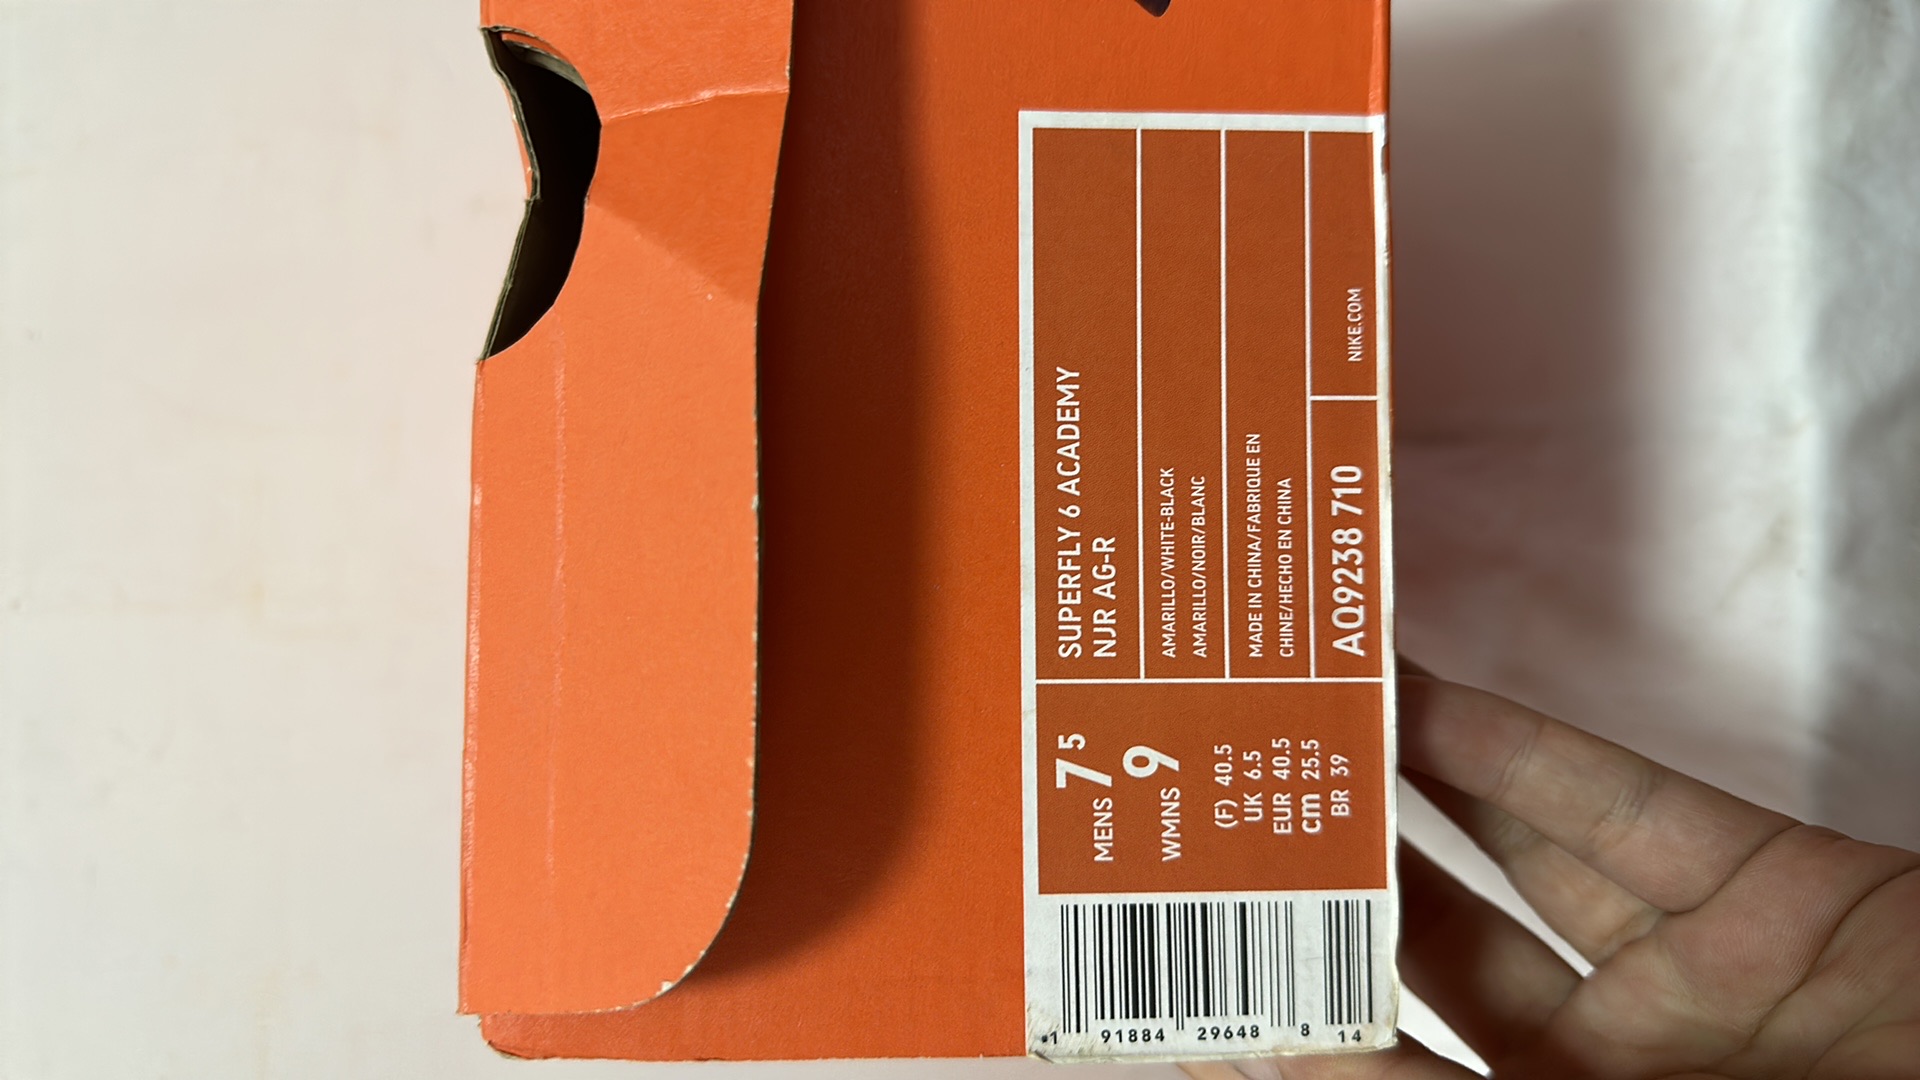 SUPERFLY 6 ACADEMY
NJR AG-R
AMARILLO/WHITE-BLACK
AMARILLO/NOIR/BLANC
MADE IN CHINA/FABRIQUE EN
CHINE/HECHO EN CHINA
AQ9238 710
NIKE.COM
MENS 7 5
WMNS 9
(F) 40.5
UK 6.5
EUR 40.5
cm 25.5
BR 39
1 91884 29648 8 14